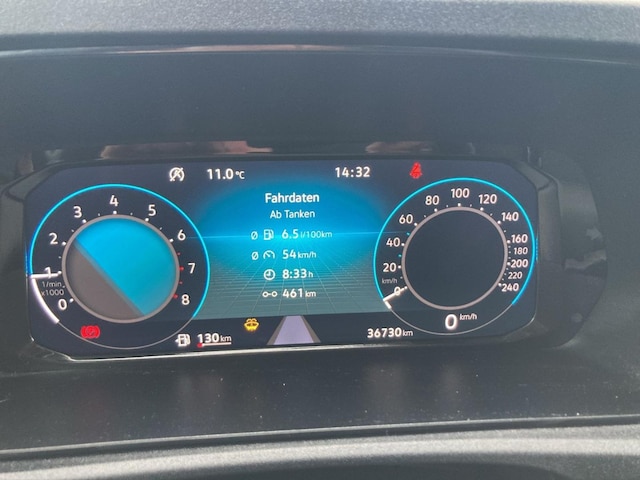 11.0 °C
14:32
Fahrdaten
Ab Tanken
Ø 6.5 l/100km
Ø 54 km/h
8:33 h
461 km
0
1
2
3
4
5
6
7
8
1/min
x1000
0
20
40
60
80
100
120
140
160
180
200
220
240
km/h
0 km/h
130 km
36730 km